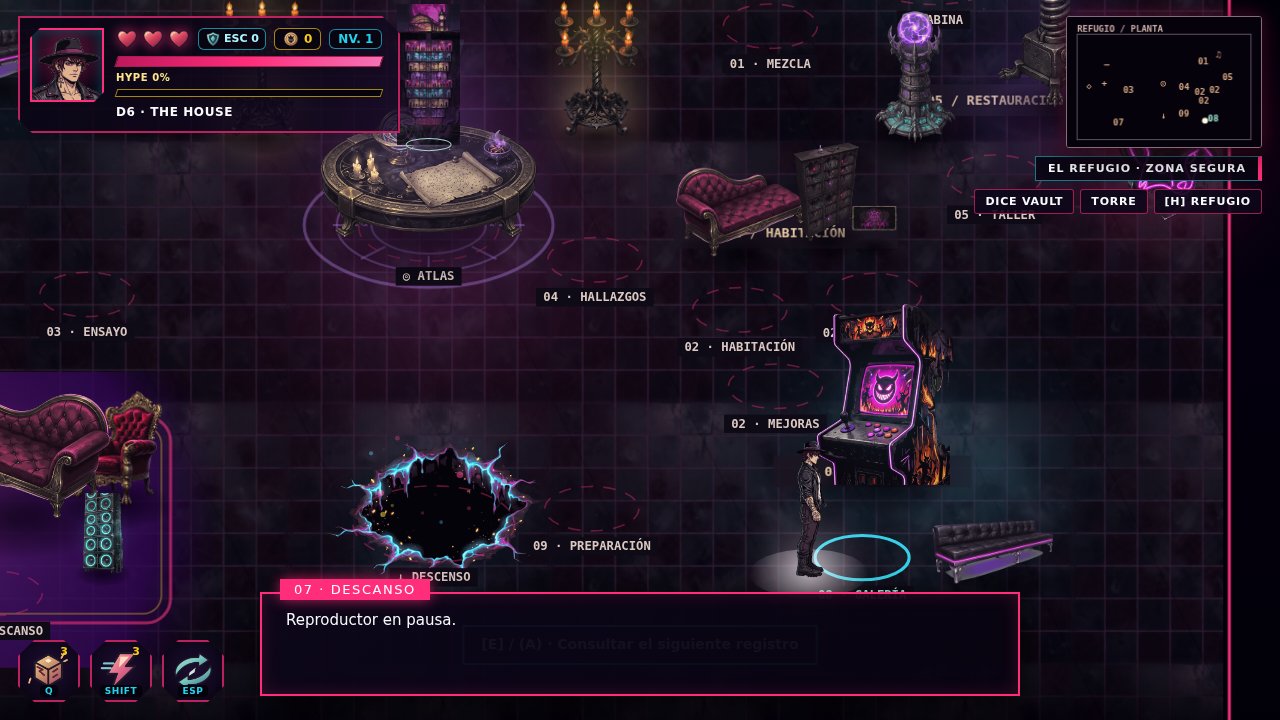 ESC 0
0
NV. 1
HYPE 0%
D6 · THE HOUSE
01 · MEZCLA
ABINA
05 / RESTAURACIÓ
REFUGIO / PLANTA
01
05
03
04
02
02
02
09
08
07
EL REFUGIO · ZONA SEGURA
DICE VAULT
TORRE
[H] REFUGIO
05 · TALLER
/ HABITACIÓN
◎ ATLAS
04 · HALLAZGOS
03 · ENSAYO
02 · HABITACIÓN
02
02 · MEJORAS
0
09 · PREPARACIÓN
↓ DESCENSO
07 · DESCANSO
Reproductor en pausa.
[E] / (A) · Consultar el siguiente registro
SCANSO
3
Q
3
SHIFT
ESP